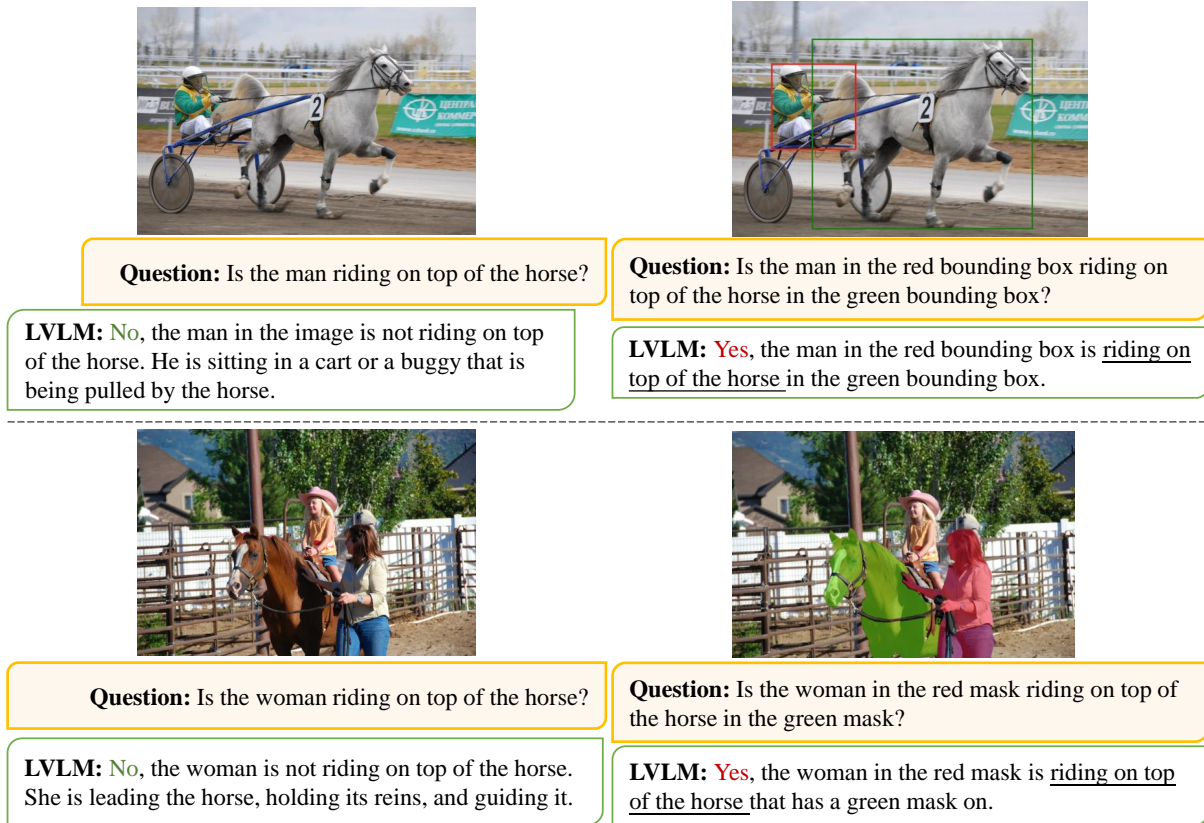 2
ЦЕНТРА
КОММЕР
2
ЦЕНТІ
КОММЕ
Question: Is the man riding on top of the horse?
Question: Is the man in the red bounding box riding on
top of the horse in the green bounding box?
LVLM: No, the man in the image is not riding on top
of the horse. He is sitting in a cart or a buggy that is
being pulled by the horse.
LVLM: Yes, the man in the red bounding box is riding on
top of the horse in the green bounding box.
Question: Is the woman riding on top of the horse?
Question: Is the woman in the red mask riding on top of
the horse in the green mask?
LVLM: No, the woman is not riding on top of the horse.
She is leading the horse, holding its reins, and guiding it.
LVLM: Yes, the woman in the red mask is riding on top
of the horse that has a green mask on.